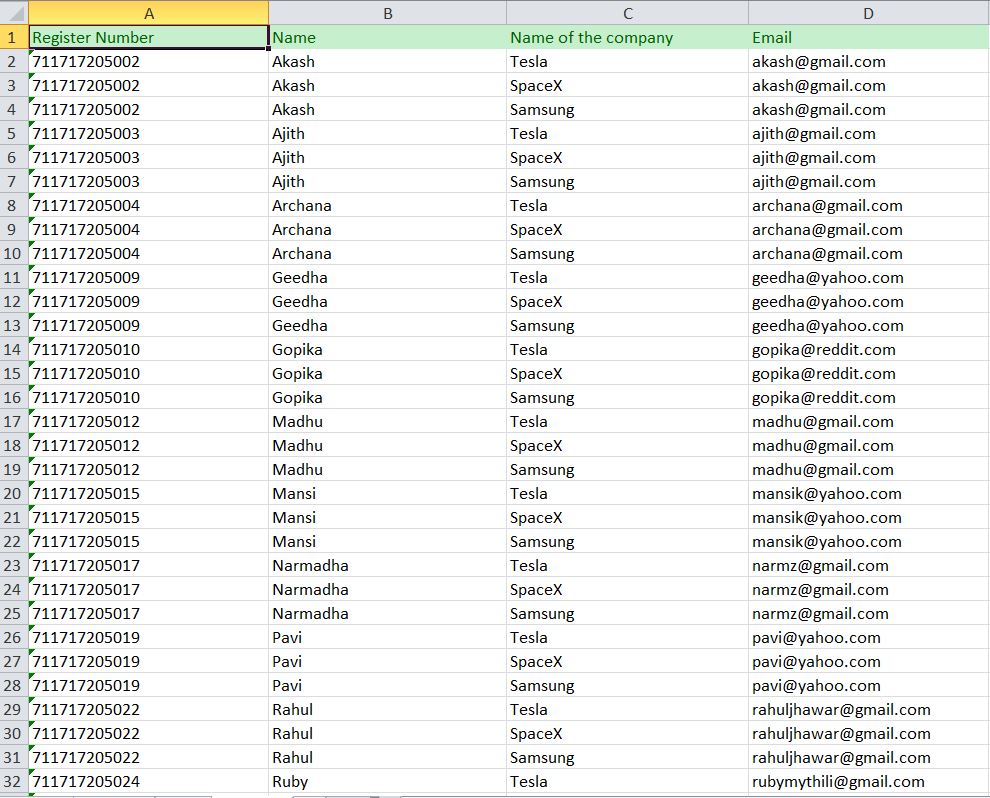 A B C D
1 Register Number Name Name of the company Email
2 711717205002 Akash Tesla akash@gmail.com
3 711717205002 Akash SpaceX akash@gmail.com
4 711717205002 Akash Samsung akash@gmail.com
5 711717205003 Ajith Tesla ajith@gmail.com
6 711717205003 Ajith SpaceX ajith@gmail.com
7 711717205003 Ajith Samsung ajith@gmail.com
8 711717205004 Archana Tesla archana@gmail.com
9 711717205004 Archana SpaceX archana@gmail.com
10 711717205004 Archana Samsung archana@gmail.com
11 711717205009 Geedha Tesla geedha@yahoo.com
12 711717205009 Geedha SpaceX geedha@yahoo.com
13 711717205009 Geedha Samsung geedha@yahoo.com
14 711717205010 Gopika Tesla gopika@reddit.com
15 711717205010 Gopika SpaceX gopika@reddit.com
16 711717205010 Gopika Samsung gopika@reddit.com
17 711717205012 Madhu Tesla madhu@gmail.com
18 711717205012 Madhu SpaceX madhu@gmail.com
19 711717205012 Madhu Samsung madhu@gmail.com
20 711717205015 Mansi Tesla mansik@yahoo.com
21 711717205015 Mansi SpaceX mansik@yahoo.com
22 711717205015 Mansi Samsung mansik@yahoo.com
23 711717205017 Narmadha Tesla narmz@gmail.com
24 711717205017 Narmadha SpaceX narmz@gmail.com
25 711717205017 Narmadha Samsung narmz@gmail.com
26 711717205019 Pavi Tesla pavi@yahoo.com
27 711717205019 Pavi SpaceX pavi@yahoo.com
28 711717205019 Pavi Samsung pavi@yahoo.com
29 711717205022 Rahul Tesla rahuljhawar@gmail.com
30 711717205022 Rahul SpaceX rahuljhawar@gmail.com
31 711717205022 Rahul Samsung rahuljhawar@gmail.com
32 711717205024 Ruby Tesla rubymythili@gmail.com